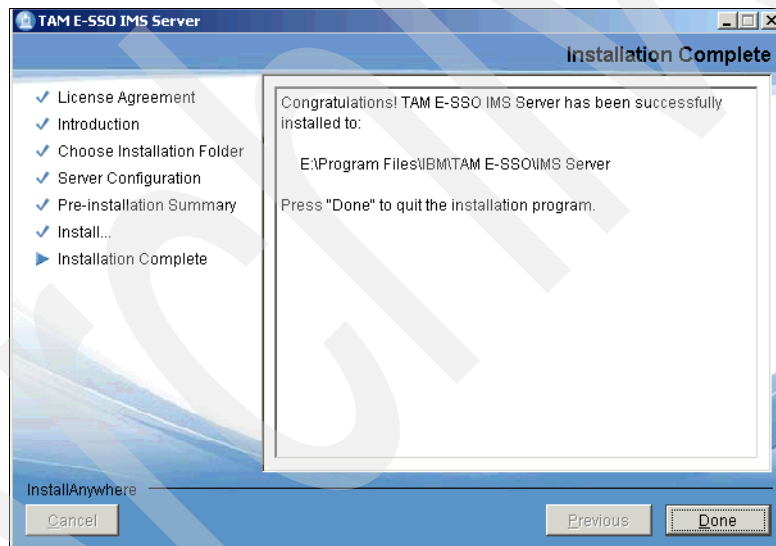 TAM E-SSO IMS Server
Installation Complete
License Agreement
Introduction
Choose Installation Folder
Server Configuration
Pre-installation Summary
Install...
Installation Complete
Congratulations! TAM E-SSO IMS Server has been successfully
installed to:
E:\Program Files\IBM\TAM E-SSO\IMS Server
Press "Done" to quit the installation program.
InstallAnywhere
Cancel
Previous
Done